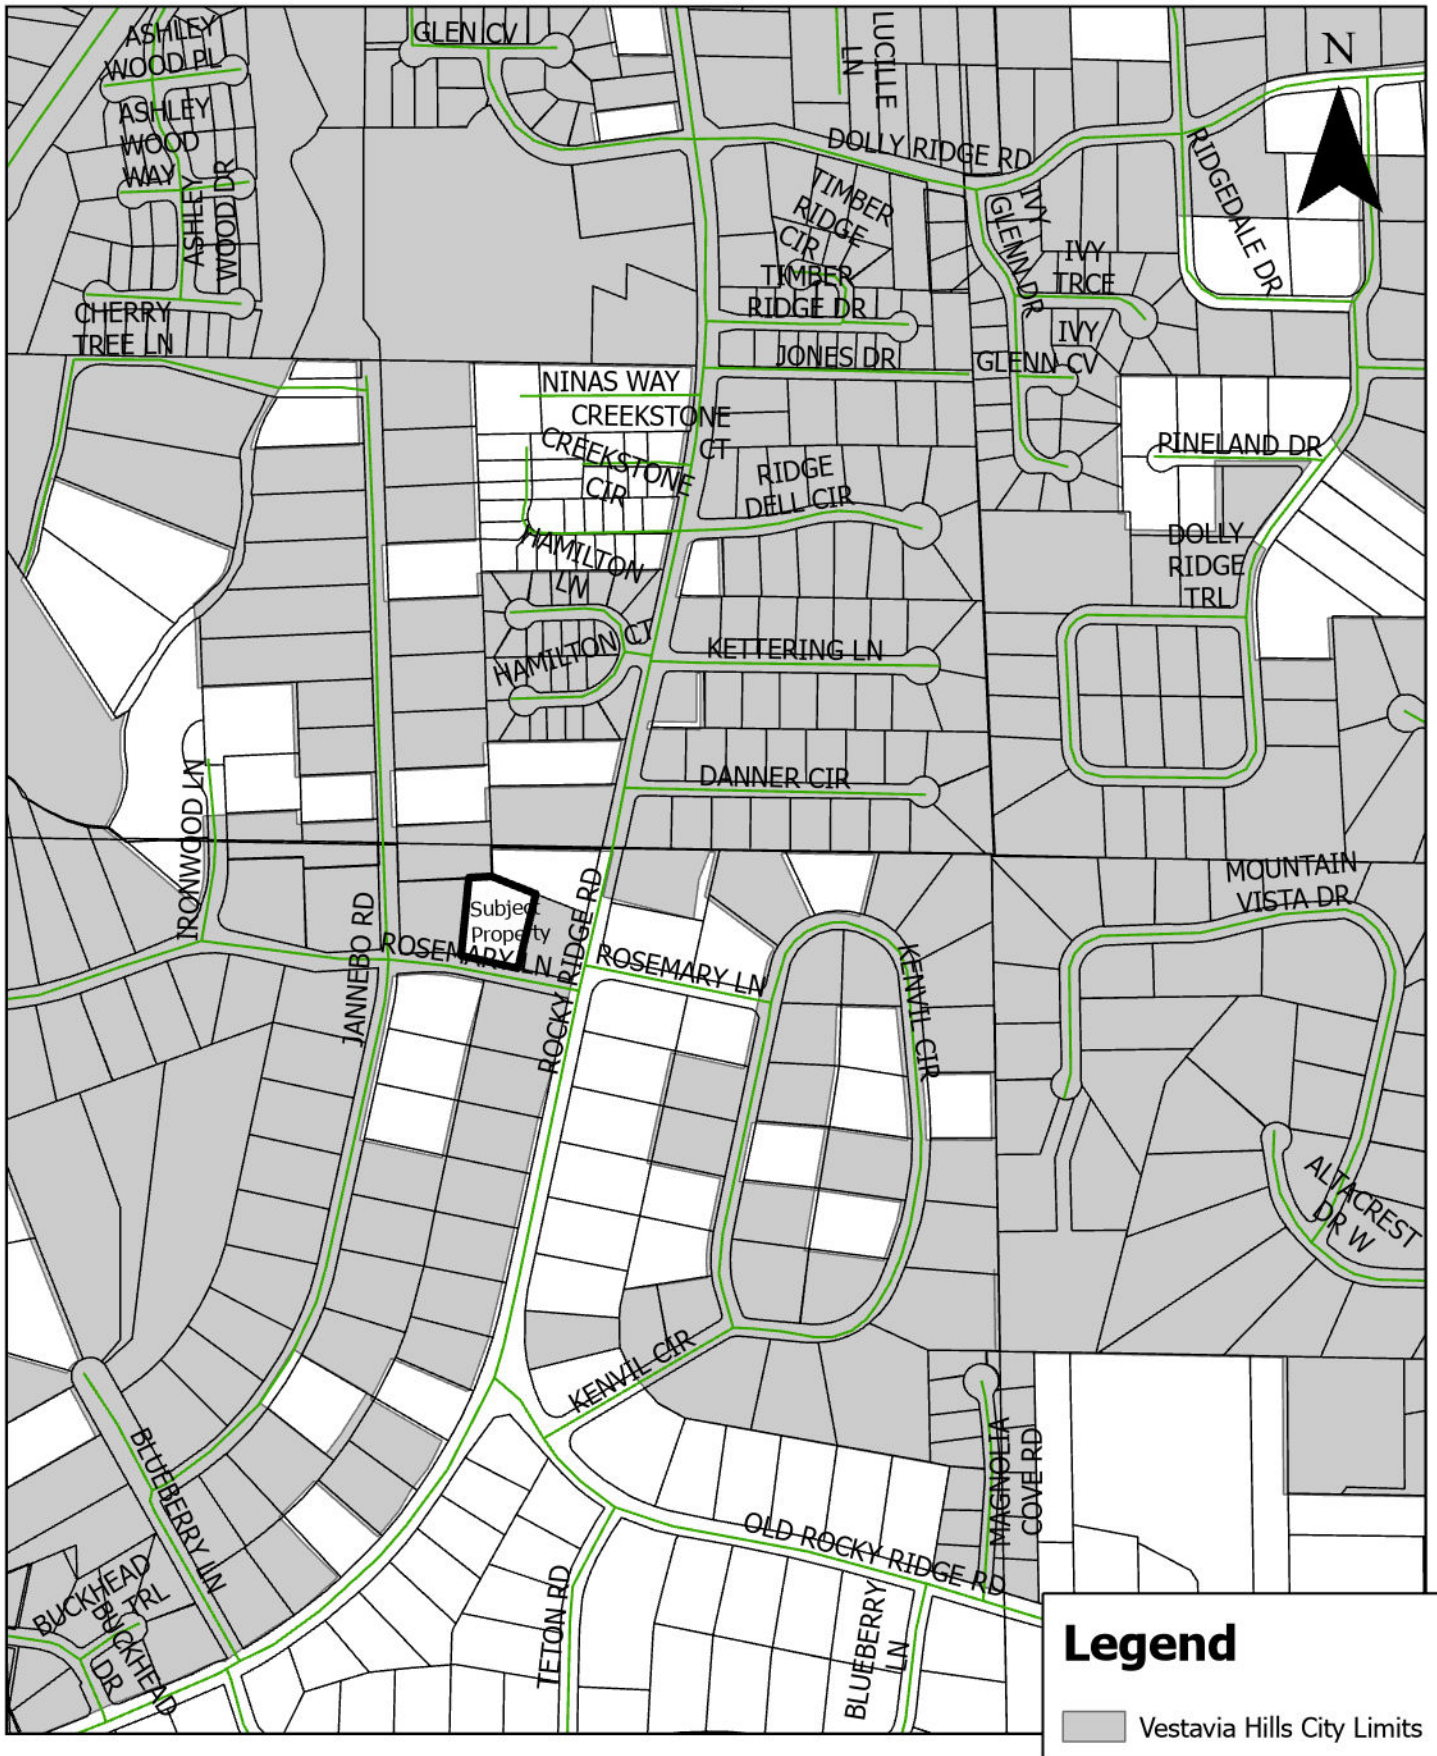 ASHLEY
WOOD PL
GLEN CV
LUCILLE
LN
N
ASHLEY
WOOD
WAY
ASHLEY
WOOD DR
DOLLY RIDGE RD
RIDGEDALE DR
TIMBER
RIDGE
CIR
IVY
GLENN DR
IVY
TRCE
TIMBER
RIDGE DR
CHERRY
TREE LN
IVY
GLENN CV
JONES DR
NINAS WAY
CREEKSTONE
CT
CREEKSTONE
CIR
PINELAND DR
RIDGE
DELL CIR
HAMILTON
LN
DOLLY
RIDGE
TRL
HAMILTON CT
KETTERING LN
IRONWOOD LN
DANNER CIR
MOUNTAIN
VISTA DR
JANNEBO RD
Subject
Property
ROSEMARY LN
ROCKY RIDGE RD
ROSEMARY LN
KENVIL CIR
ALTACREST
DR W
KENVIL CIR
BLUEBERRY LN
MAGNOLIA
COVE RD
OLD ROCKY RIDGE RD
BUCKHEAD
TRL
BUCKHEAD
DR
TETON RD
BLUEBERRY
LN
Legend
Vestavia Hills City Limits